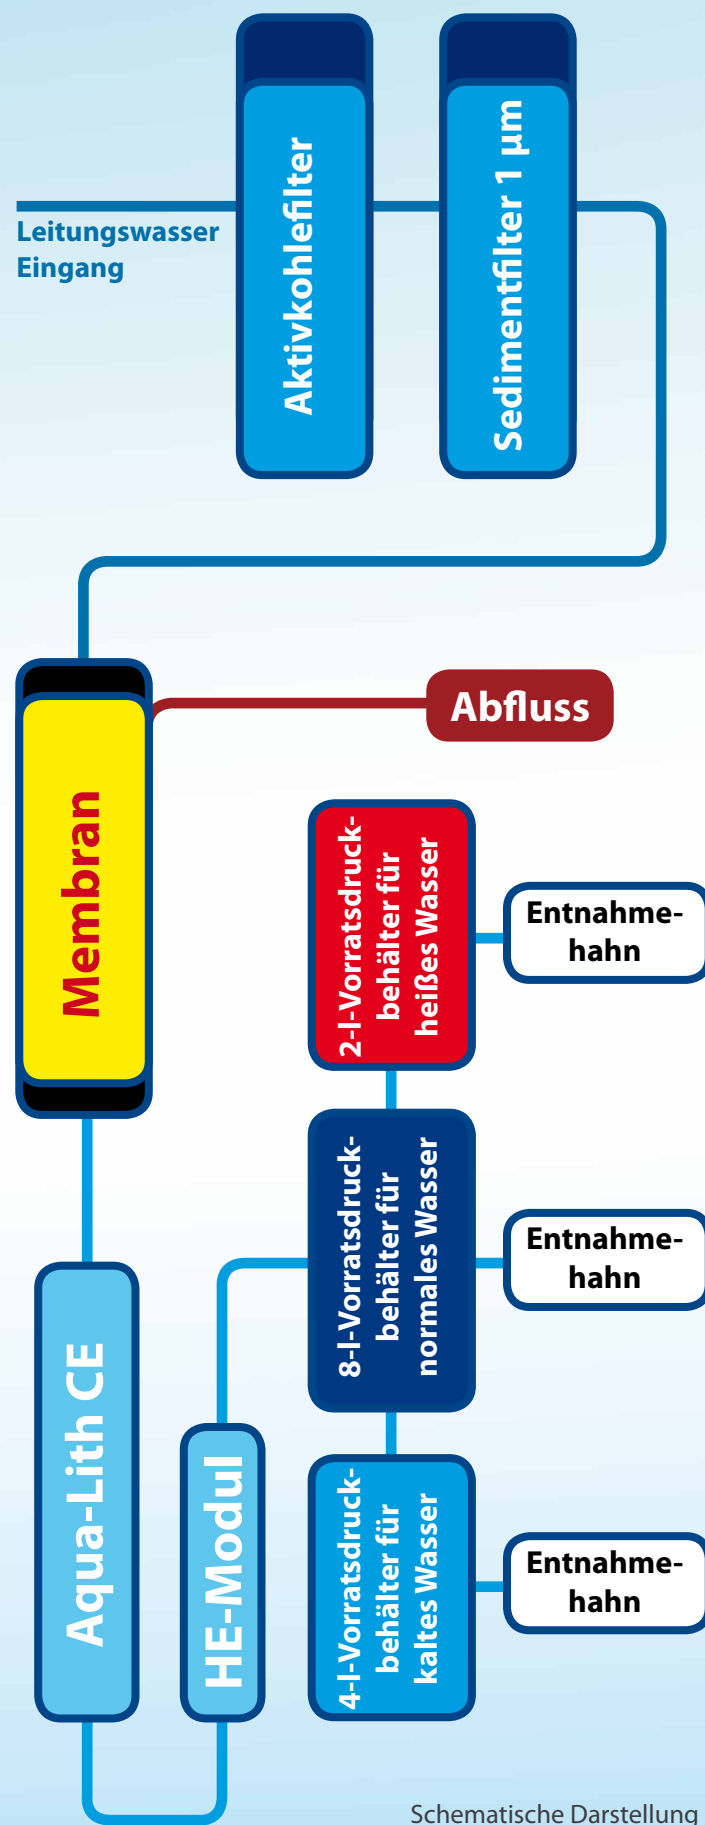 Leitungswasser
Eingang
Aktivkohlefilter
Sedimentfilter 1 µm
Abfluss
Membran
2-l-Vorratsdruck-
behälter für
heißes Wasser
Entnahme-
hahn
8-l-Vorratsdruck-
behälter für
normales Wasser
Entnahme-
hahn
Aqua-Lith CE
HE-Modul
4-l-Vorratsdruck-
behälter für
kaltes Wasser
Entnahme-
hahn
Schematische Darstellung